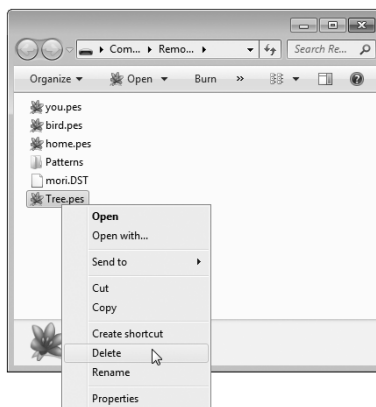 Com... Remo... Search Re...
Organize Open Burn »
you.pes
bird.pes
home.pes
Patterns
mori.DST
Tree.pes
Open
Open with...
Send to
Cut
Copy
Create shortcut
Delete
Rename
Properties